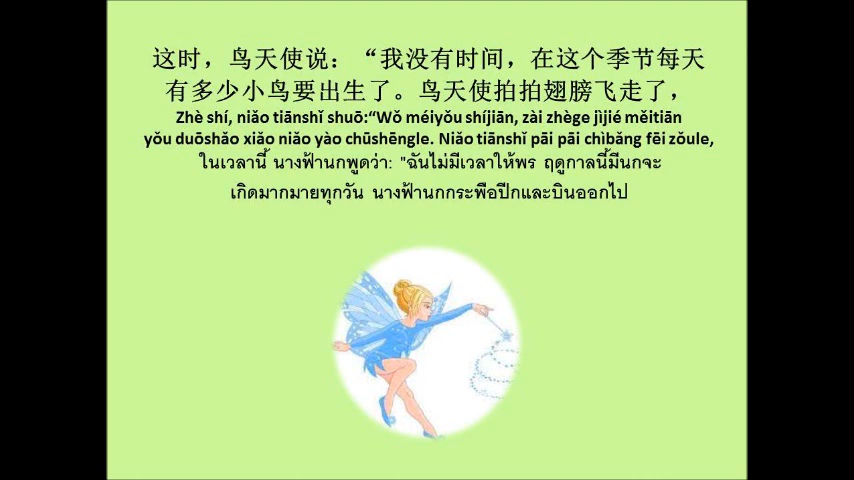 这时，鸟天使说：“我没有时间，在这个季节每天
有多少小鸟要出生了。鸟天使拍拍翅膀飞走了，
Zhè shí, niǎo tiānshǐ shuō:“Wǒ méiyǒu shíjiān, zài zhège jìjié měitiān
yǒu duōshǎo xiǎo niǎo yào chūshēngle. Niǎo tiānshǐ pāi pāi chìbǎng fēi zǒule,
ในเวลานี้ นางฟ้านกพูดว่า: "ฉันไม่มีเวลาให้พร ฤดูกาลนี้มีนกจะ
เกิดมากมายทุกวัน นางฟ้านกกระพือปีกและบินออกไป